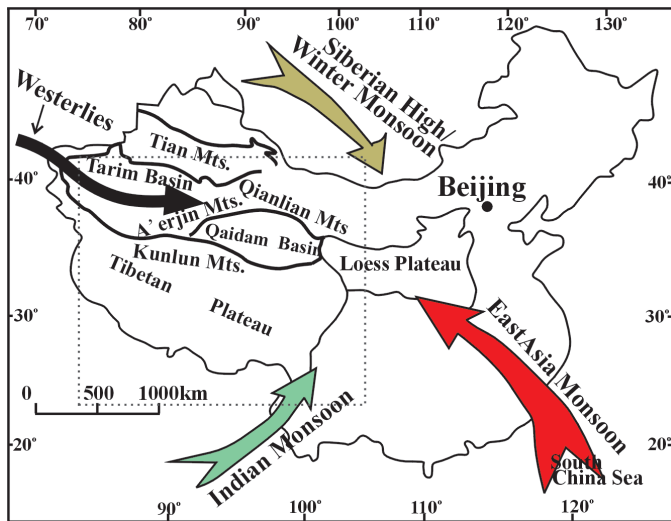 70° 80° 90° 100° 110° 120° 130°
Westerlies
Siberian High/
Winter Monsoon
Tian Mts.
Tarim Basin
Qianlian Mts
A'erjin Mts.
Qaidam Basin
Kunlun Mts.
Tibetan
Plateau
Beijing
Loess Plateau
40° 40°
30° 30°
20° 20°
0 500 1000km
Indian Monsoon
EastAsia Monsoon
South
China Sea
90° 100° 110° 120°